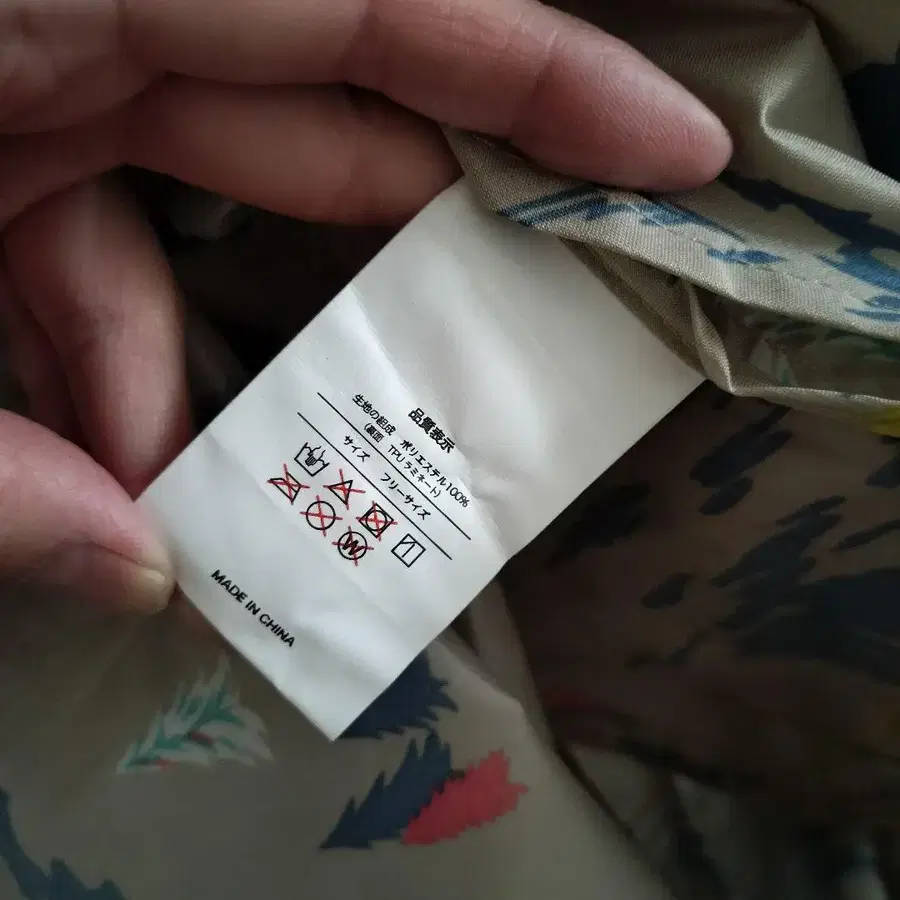 品質表示
生地の組成 ポリエステル100%
(裏面 TPUラミネート)
サイズ フリーサイズ
W
MADE IN CHINA